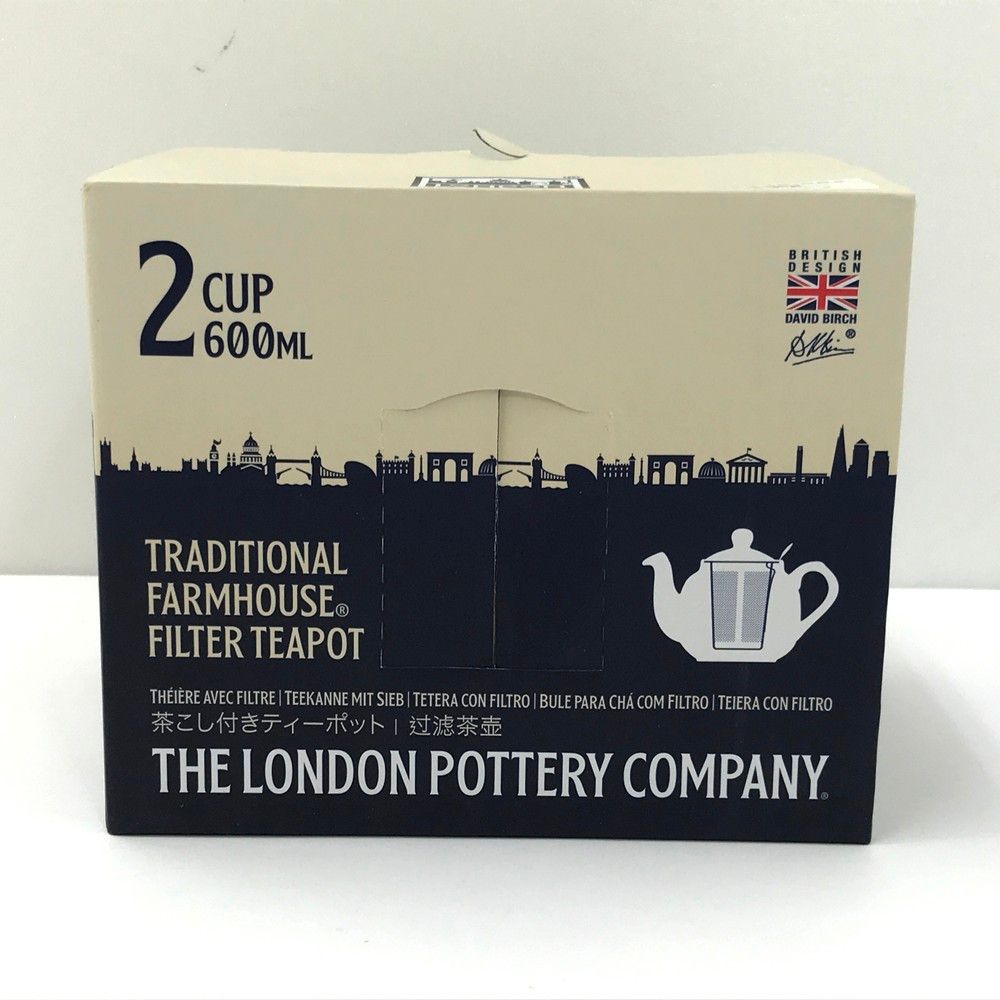 2 CUP
600ML
BRITISH
DESIGN
DAVID BIRCH
®
TRADITIONAL
FARMHOUSE®
FILTER TEAPOT
THÉIÈRE AVEC FILTRE | TEEKANNE MIT SIEB | TETERA CON FILTRO | BULE PARA CHÁ COM FILTRO | TEIERA CON FILTRO
茶こし付きティーポット | 过滤茶壶
THE LONDON POTTERY COMPANY®